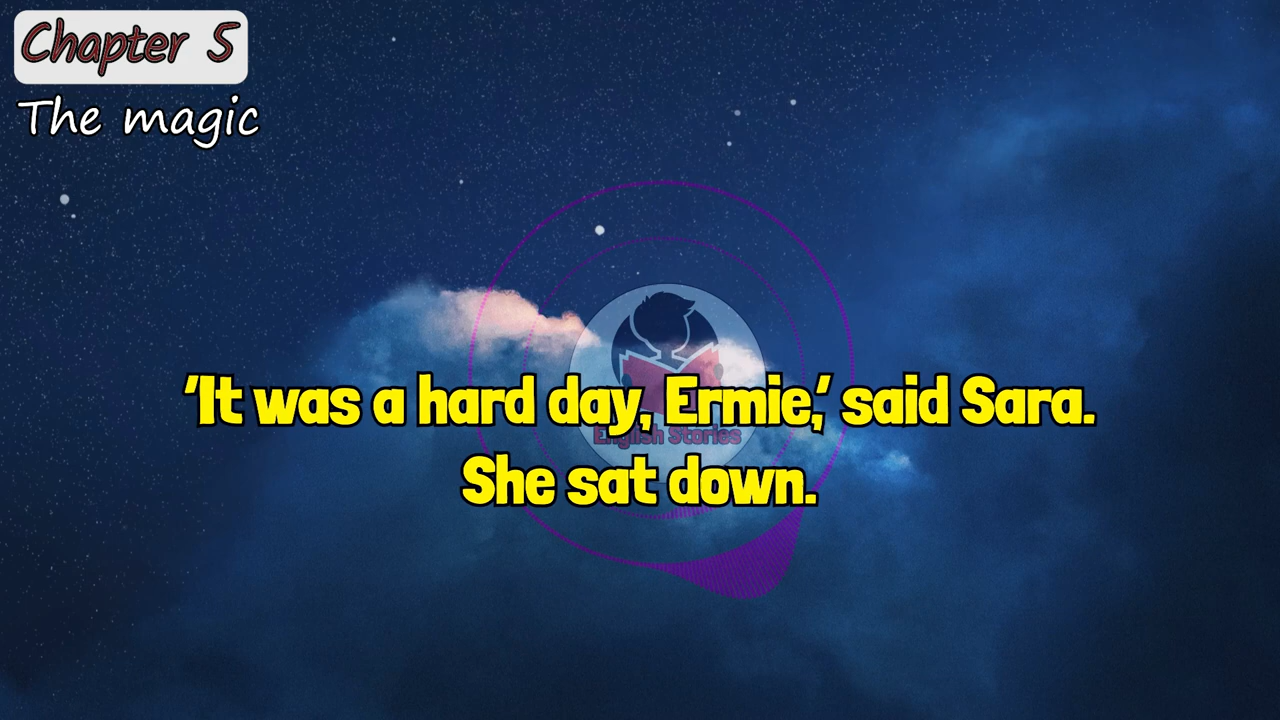 Chapter 5
The magic
‘It was a hard day, Ermie,’ said Sara.
English Stories
She sat down.